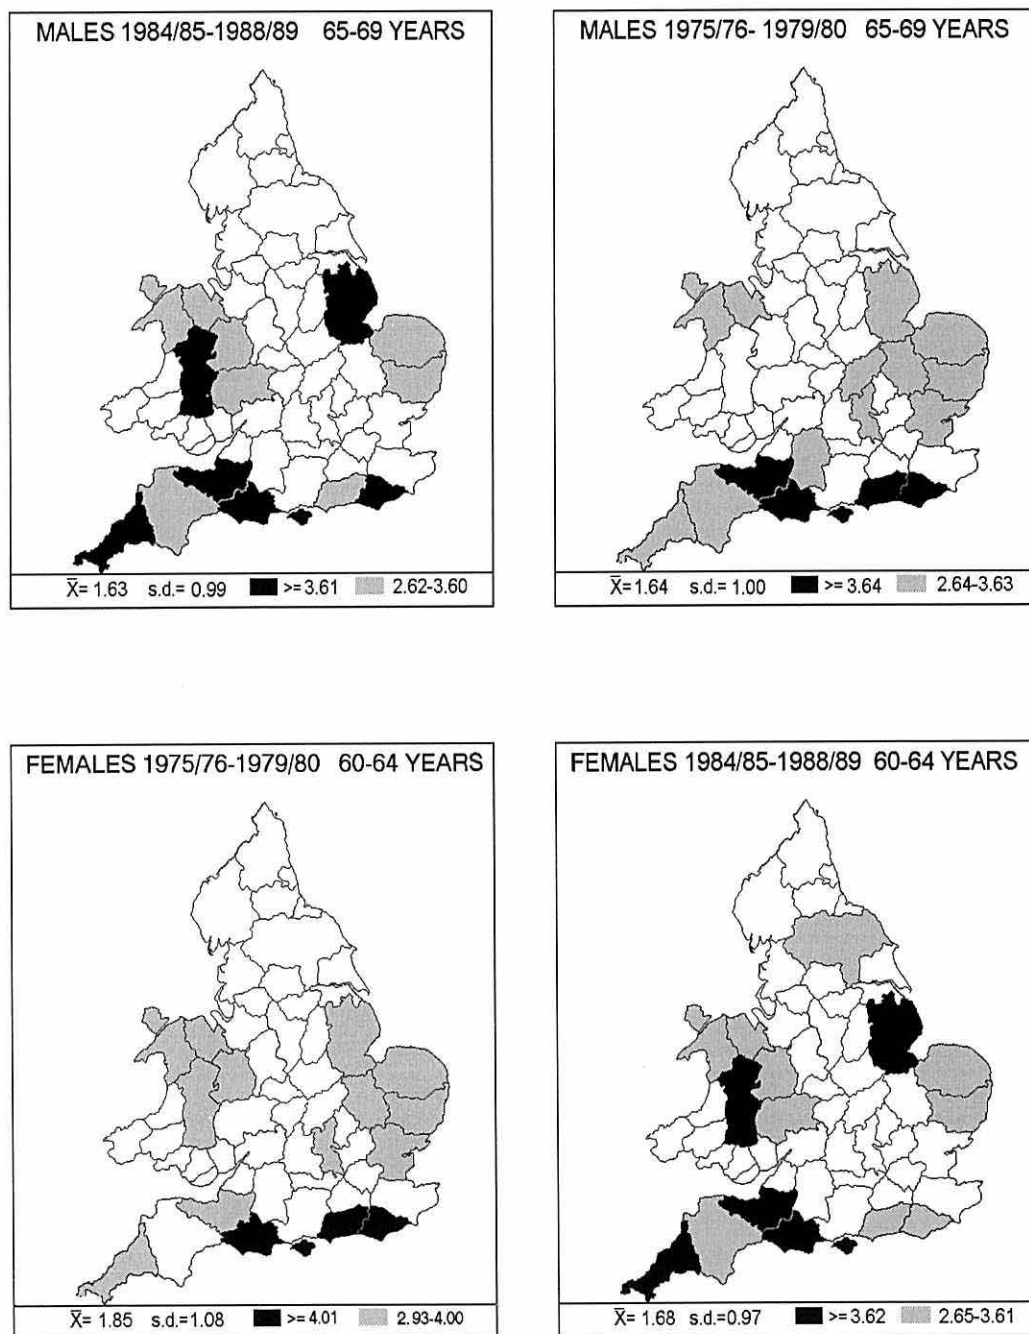 MALES 1984/85-1988/89 65-69 YEARS
X̅= 1.63 s.d.= 0.99 >=3.61 2.62-3.60
MALES 1975/76- 1979/80 65-69 YEARS
X̅=1.64 s.d.= 1.00 >=3.64 2.64-3.63
FEMALES 1975/76-1979/80 60-64 YEARS
X̅= 1.85 s.d.=1.08 >=4.01 2.93-4.00
FEMALES 1984/85-1988/89 60-64 YEARS
X̅=1.68 s.d.=0.97 >=3.62 2.65-3.61